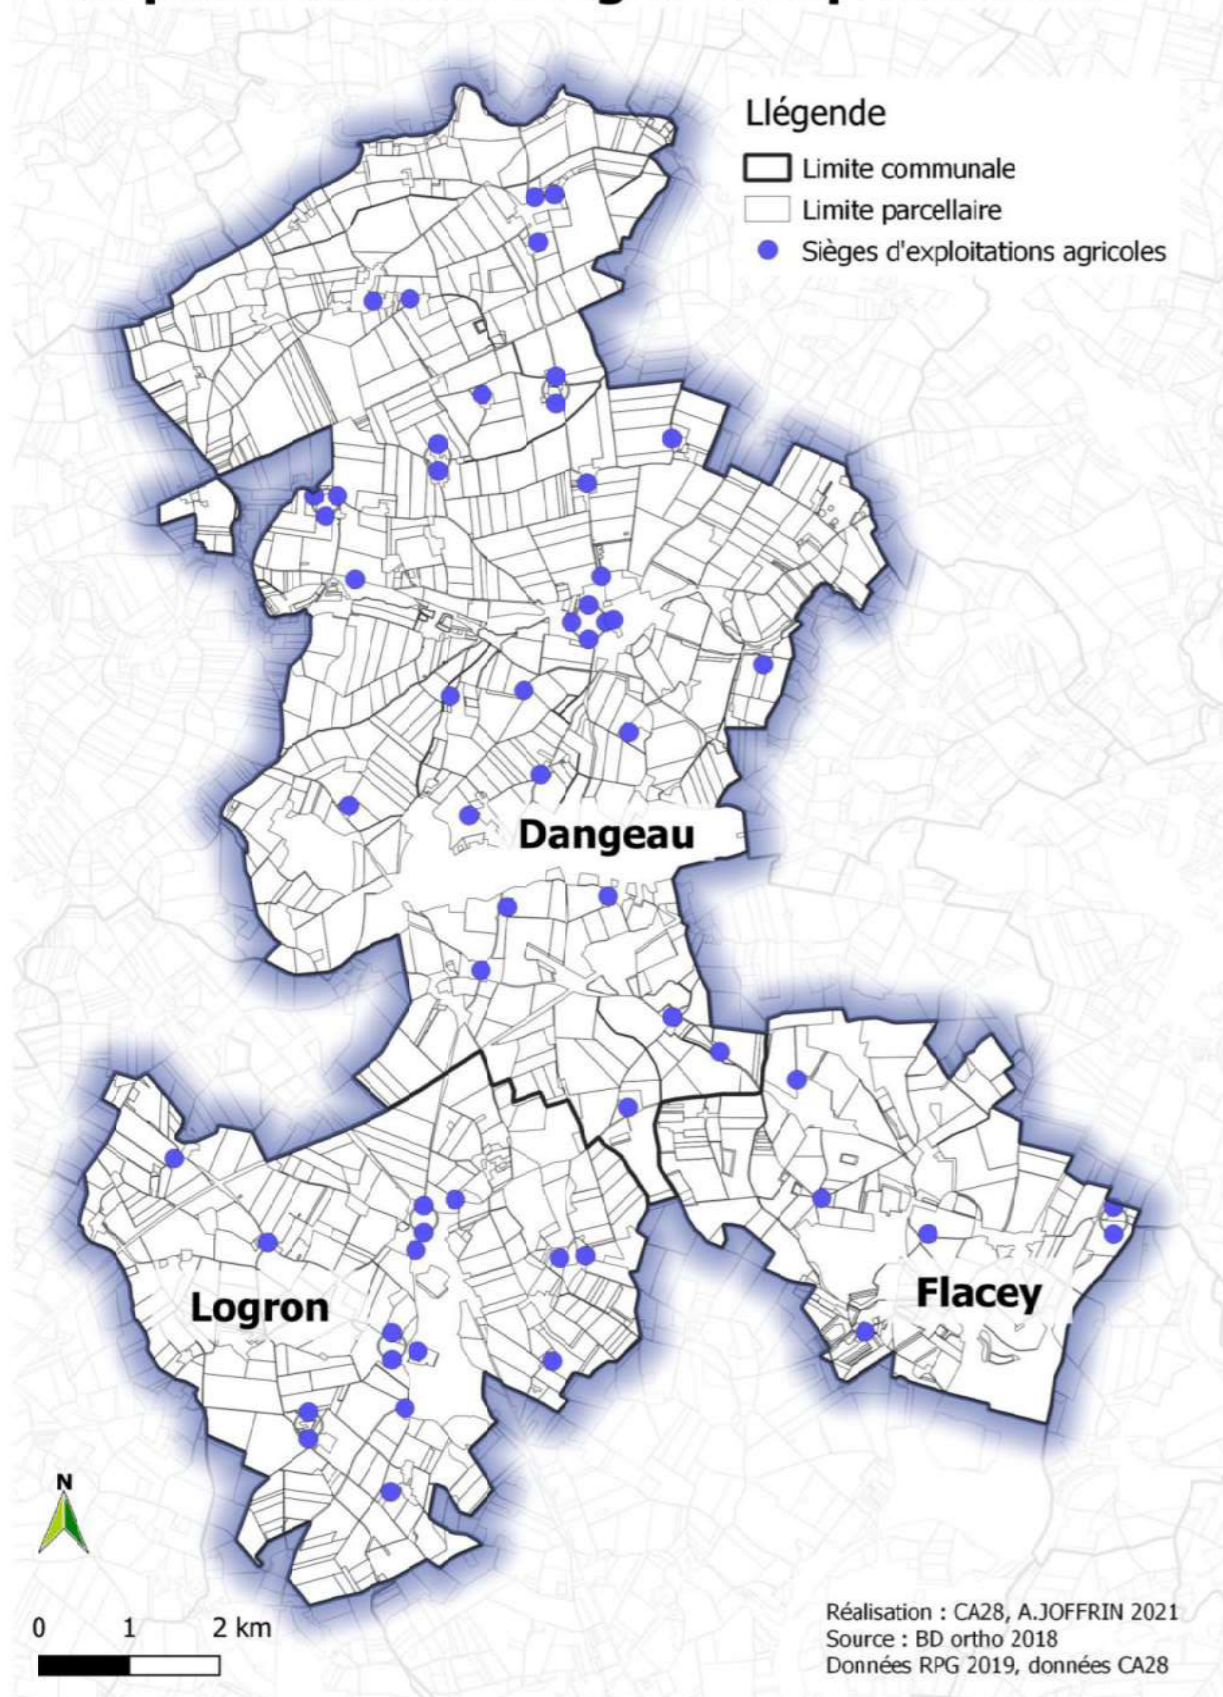 Llégende
Limite communale
Limite parcellaire
Sièges d'exploitations agricoles
Dangeau
Flacey
Logron
N
0 1 2 km
Réalisation : CA28, A.JOFFRIN 2021
Source : BD ortho 2018
Données RPG 2019, données CA28